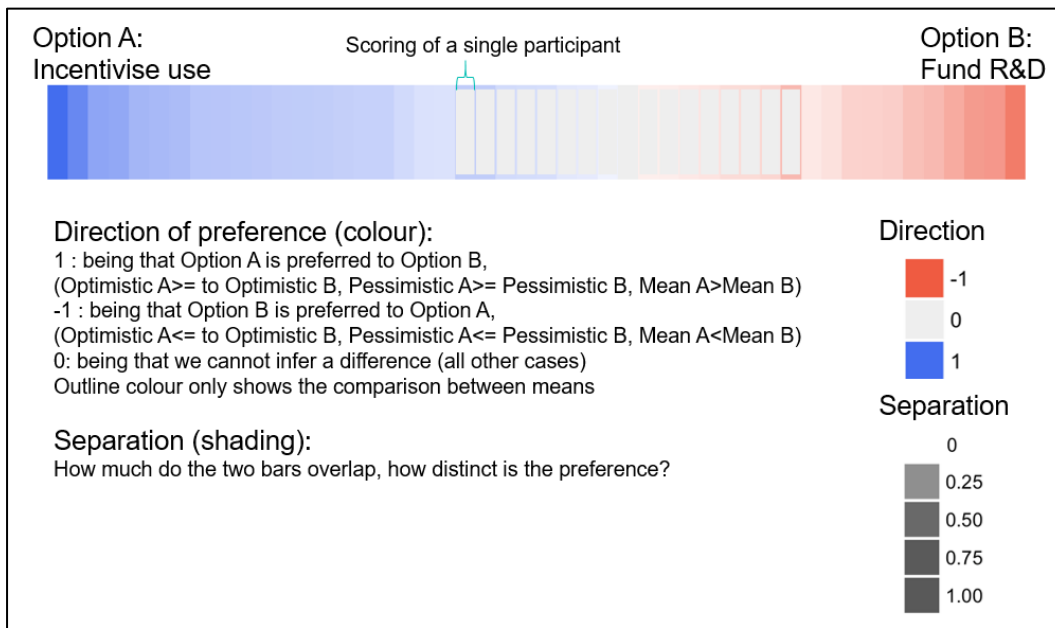 Option A:
Incentivise use
Scoring of a single participant
Option B:
Fund R&D
Direction of preference (colour):
1 : being that Option A is preferred to Option B,
(Optimistic A>= to Optimistic B, Pessimistic A>= Pessimistic B, Mean A>Mean B)
-1 : being that Option B is preferred to Option A,
(Optimistic A<= to Optimistic B, Pessimistic A<= Pessimistic B, Mean A<Mean B)
0: being that we cannot infer a difference (all other cases)
Outline colour only shows the comparison between means
Separation (shading):
How much do the two bars overlap, how distinct is the preference?
Direction
-1
0
1
Separation
0
0.25
0.50
0.75
1.00